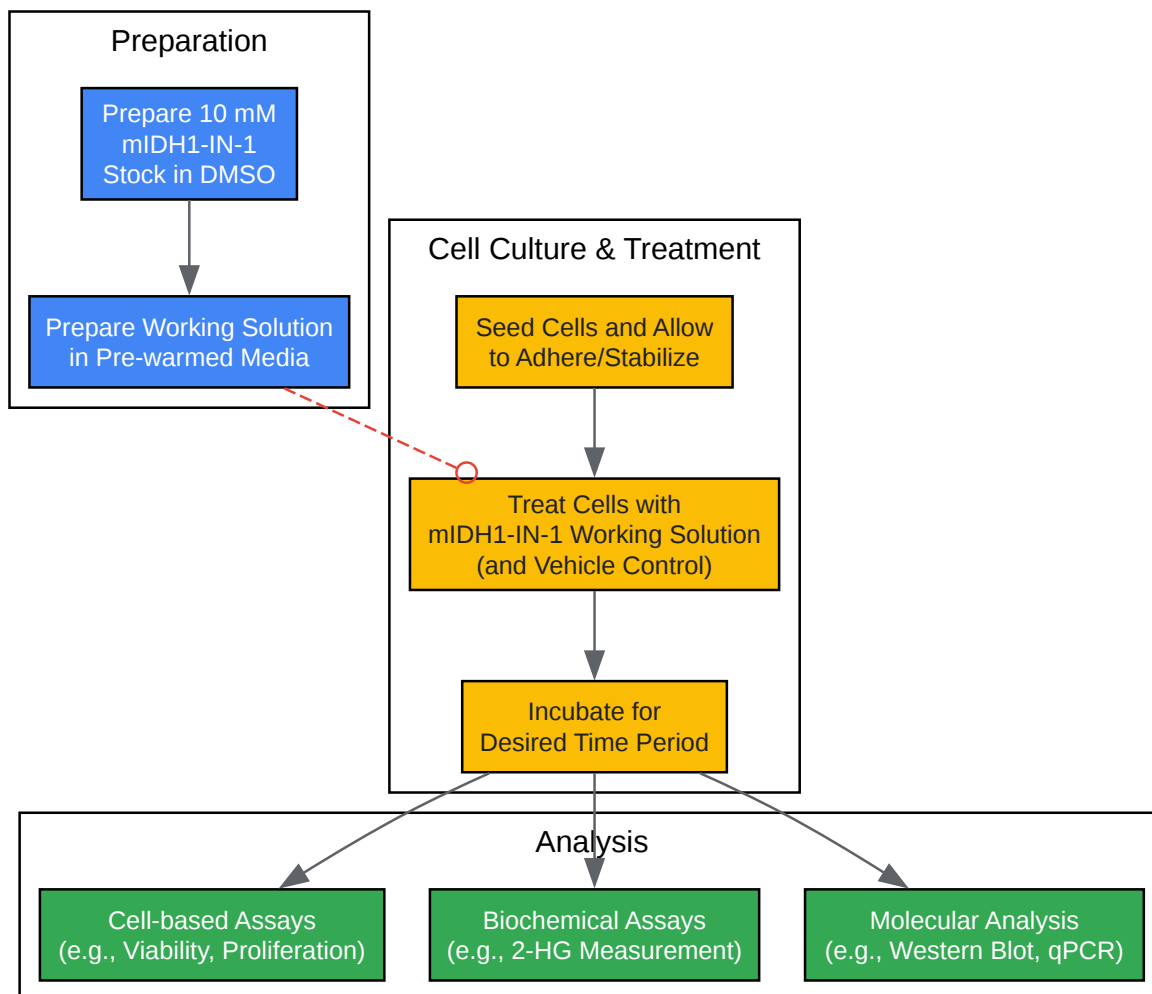 Preparation
Prepare 10 mM
mIDH1-IN-1
Stock in DMSO
Prepare Working Solution
in Pre-warmed Media
Cell Culture & Treatment
Seed Cells and Allow
to Adhere/Stabilize
Treat Cells with
mIDH1-IN-1 Working Solution
(and Vehicle Control)
Incubate for
Desired Time Period
Analysis
Cell-based Assays
(e.g., Viability, Proliferation)
Biochemical Assays
(e.g., 2-HG Measurement)
Molecular Analysis
(e.g., Western Blot, qPCR)